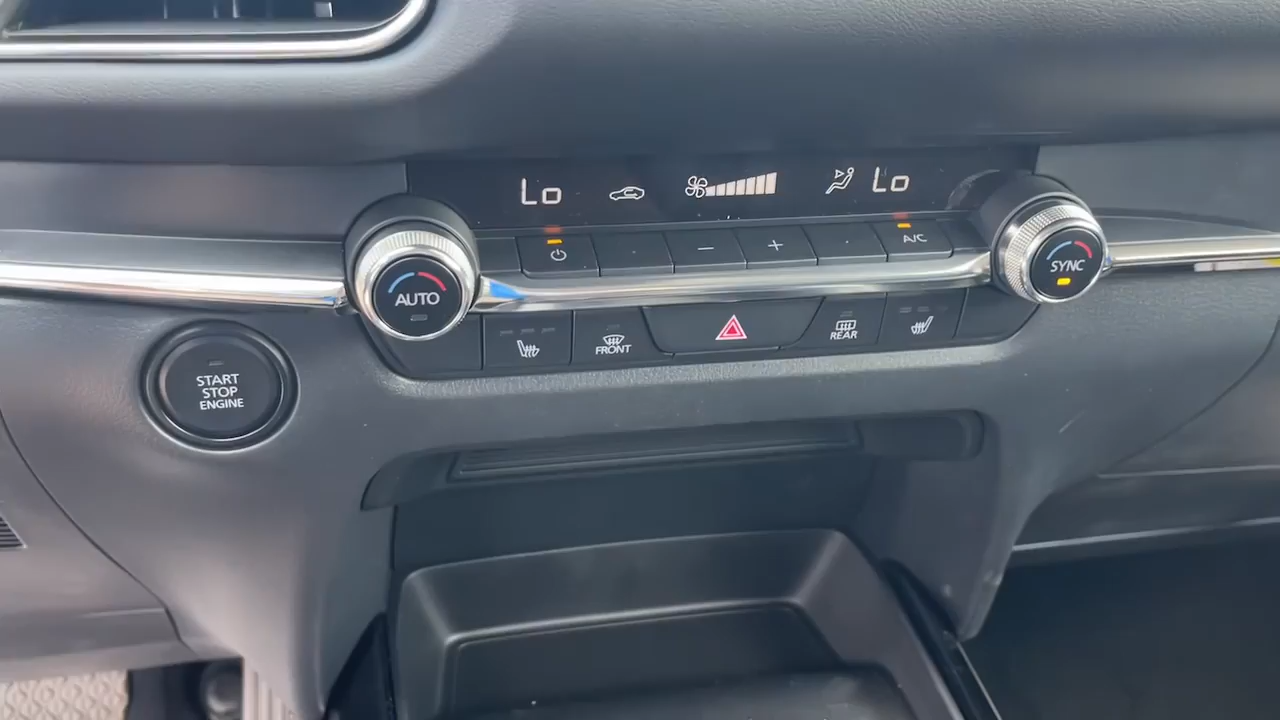 Lo
Lo
A/C
−
+
AUTO
SYNC
FRONT
REAR
START
STOP
ENGINE